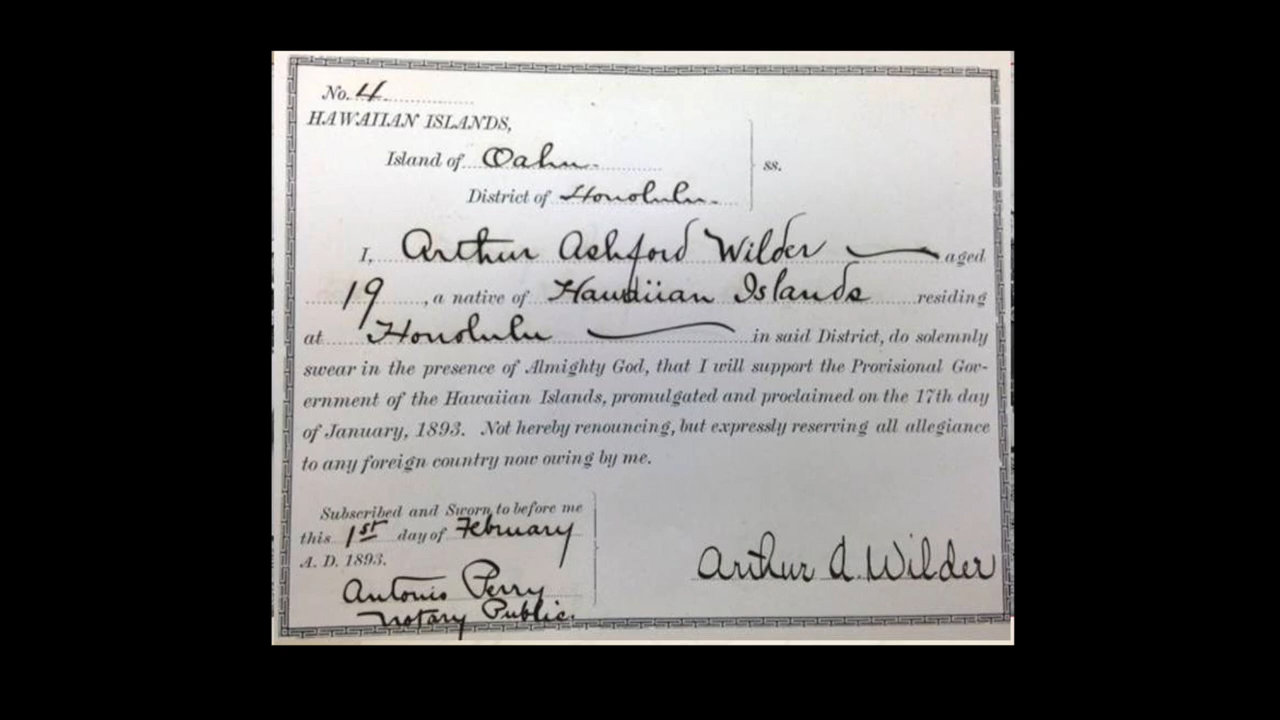 No. 4
HAWAIIAN ISLANDS,
Island of Oahu
ss.
District of Honolulu.
I, Arthur Ashford Wilder aged
19, a native of Hawaiian Islands residing
at Honolulu in said District, do solemnly
swear in the presence of Almighty God, that I will support the Provisional Gov-
ernment of the Hawaiian Islands, promulgated and proclaimed on the 17th day
of January, 1893. Not hereby renouncing, but expressly reserving all allegiance
to any foreign country now owing by me.
Subscribed and Sworn to before me
this 1st day of February
A. D. 1893.
Antonio Perry
Notary Public.
Arthur A. Wilder